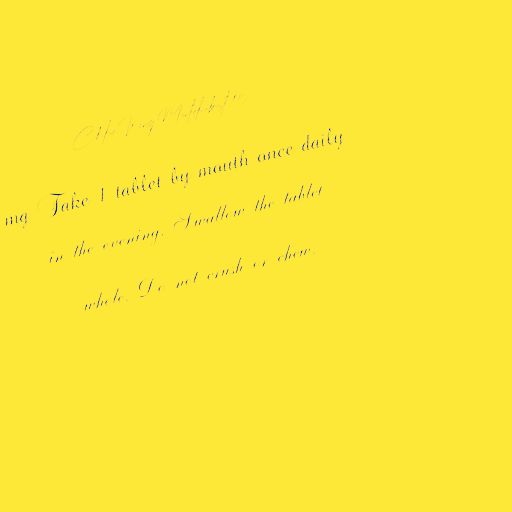 mg Take 1 tablet by mouth once daily
in the evening. Swallow the tablet
whole. Do not crush or chew.